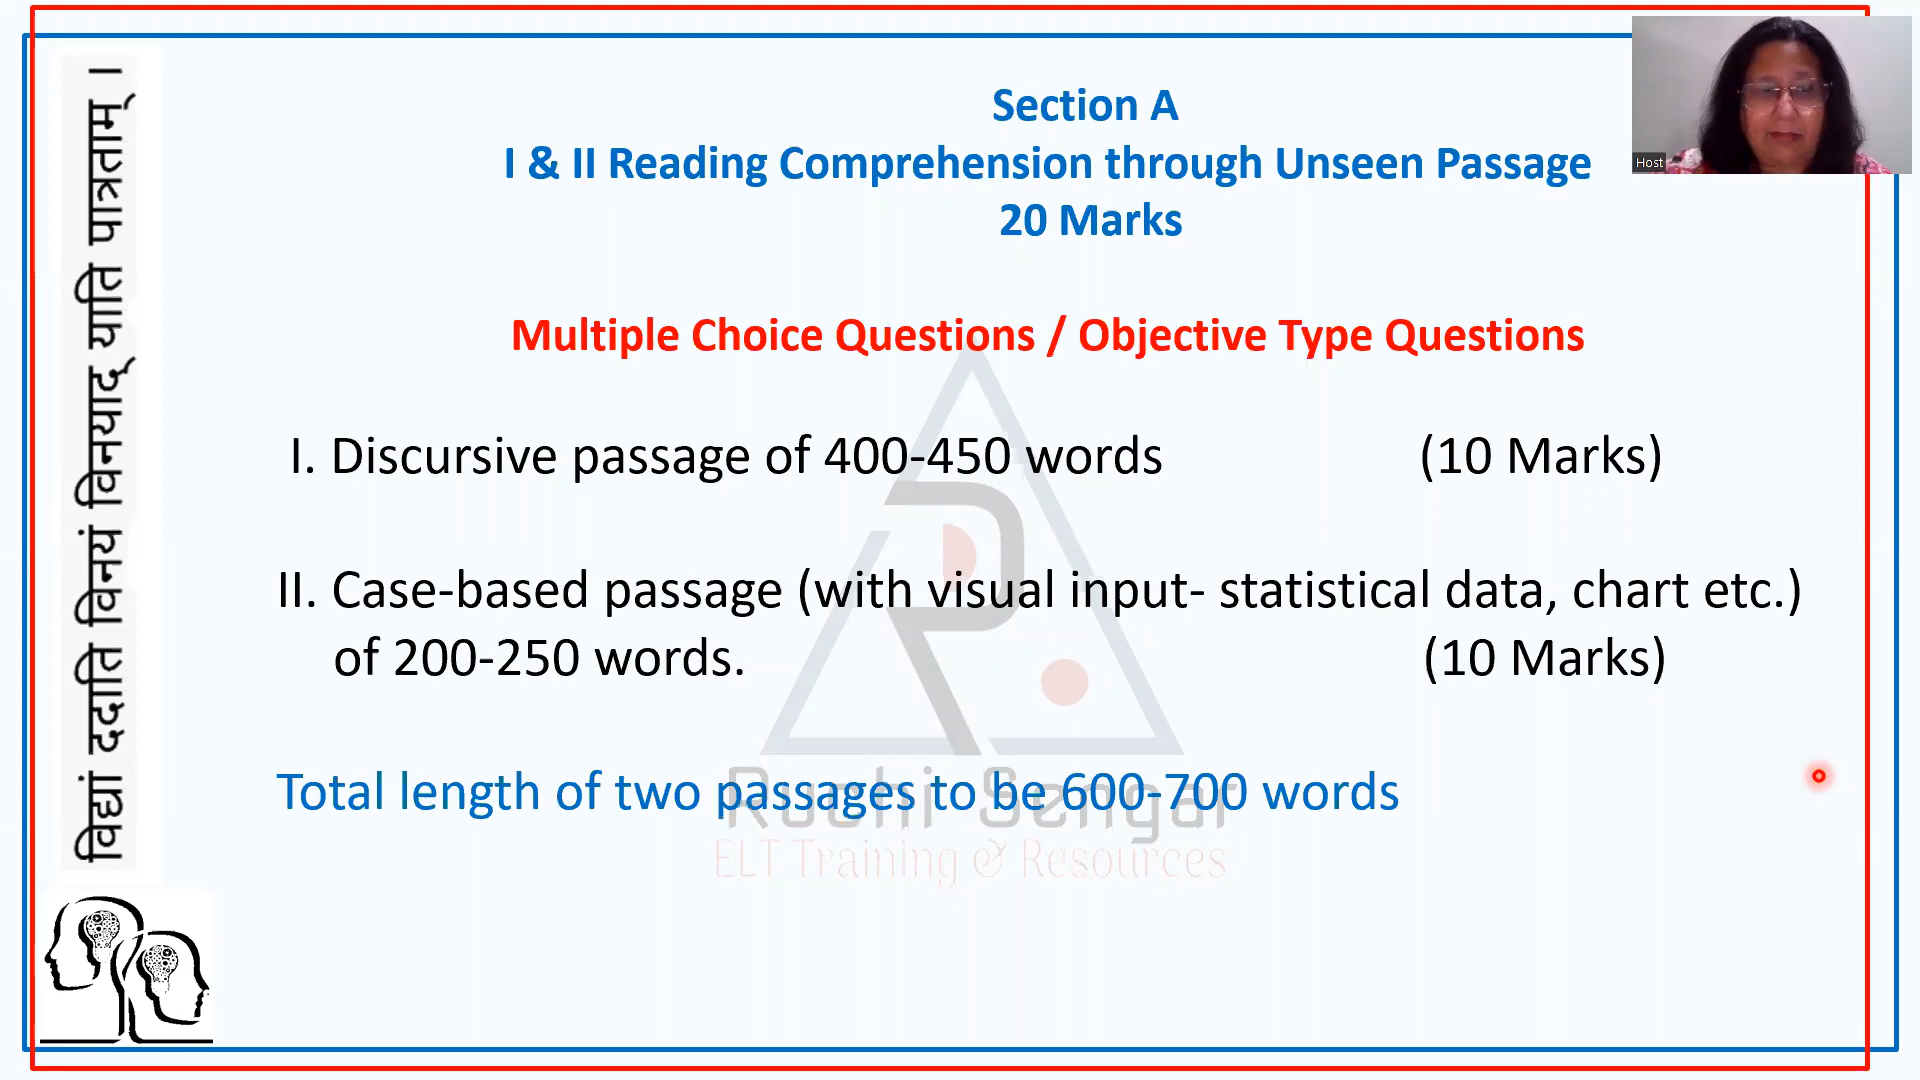 विद्यां ददाति विनयं विनयाद् याति पात्रताम् ।
Section A
I & II Reading Comprehension through Unseen Passage
20 Marks
Multiple Choice Questions / Objective Type Questions
I. Discursive passage of 400-450 words (10 Marks)
II. Case-based passage (with visual input- statistical data, chart etc.)
of 200-250 words. (10 Marks)
Total length of two passages to be 600-700 words
Ruchi Sengar
ELT Training & Resources
Host